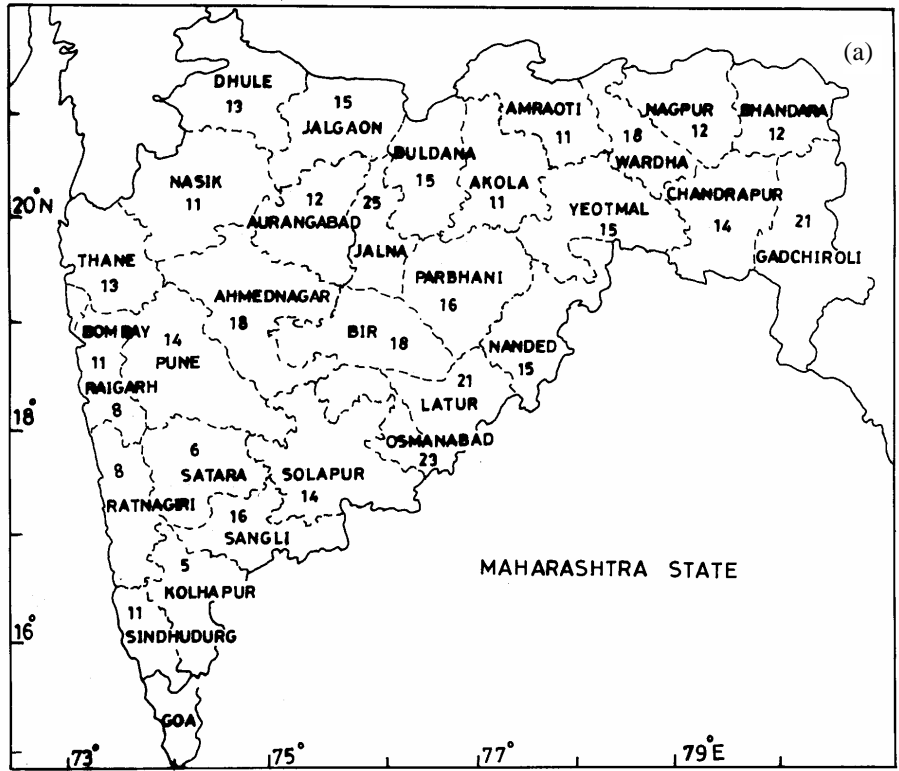 (a)
DHULE
13
15
JALGAON
AMRAOTI
11
18
WARDHA
NAGPUR
12
BHANDARA
12
BULDANA
15
AKOLA
11
NASIK
11
12
AURANGABAD
25
JALNA
YEOTMAL
15
CHANDRAPUR
14
21
GADCHIROLI
20°N
THANE
13
AHMEDNAGAR
18
PARBHANI
16
BOMBAY
11
14
PUNE
BIR
18
NANDED
15
RAIGARH
8
21
LATUR
18°
OSMANABAD
23
6
SATARA
8
RATNAGIRI
SOLAPUR
14
16
SANGLI
5
KOLHAPUR
MAHARASHTRA STATE
11
SINDHUDURG
16°
GOA
73°
75°
77°
79°E